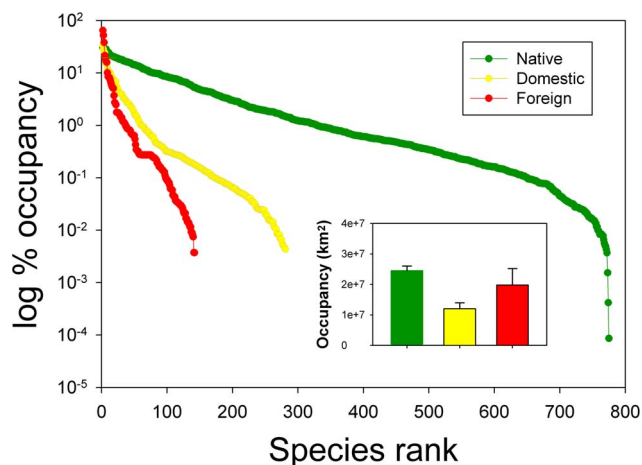 log % occupancy
10²
10¹
10⁰
10⁻¹
10⁻²
10⁻³
10⁻⁴
10⁻⁵
Native
Domestic
Foreign
Occupancy (km²)
4e+7
3e+7
2e+7
1e+7
0
0 100 200 300 400 500 600 700 800
Species rank